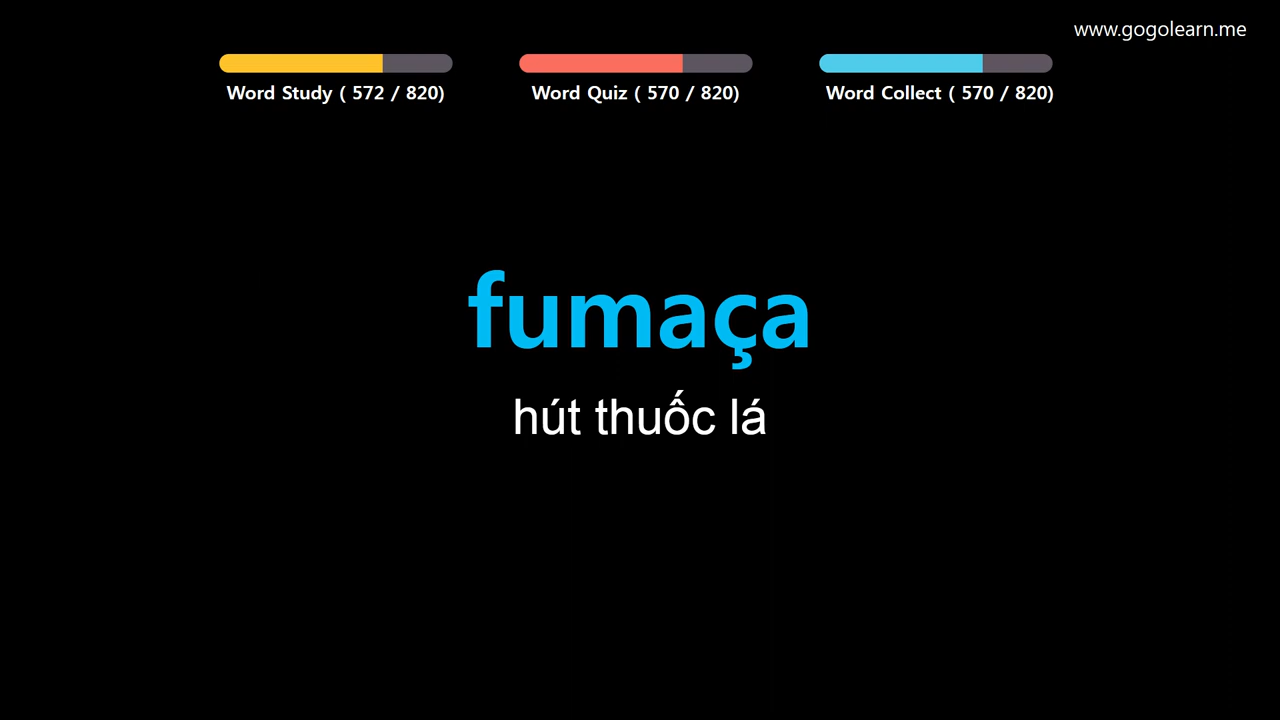 www.gogolearn.me
Word Study ( 572 / 820)
Word Quiz ( 570 / 820)
Word Collect ( 570 / 820)
fumaça
hút thuốc lá